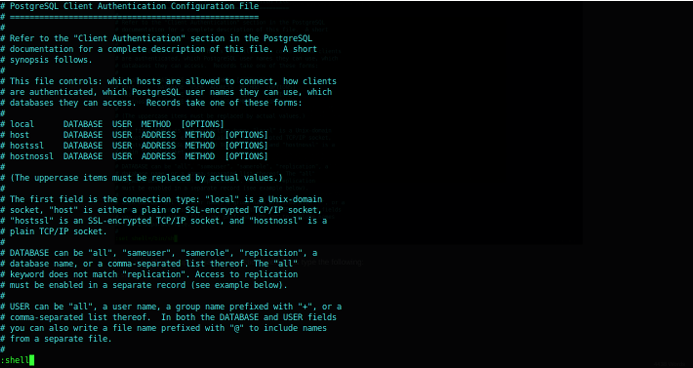 # PostgreSQL Client Authentication Configuration File
# ===================================================
#
# Refer to the "Client Authentication" section in the PostgreSQL
# documentation for a complete description of this file.  A short
# synopsis follows.
#
# This file controls: which hosts are allowed to connect, how clients
# are authenticated, which PostgreSQL user names they can use, which
# databases they can access.  Records take one of these forms:
#
# local      DATABASE  USER  METHOD  [OPTIONS]
# host       DATABASE  USER  ADDRESS  METHOD  [OPTIONS]
# hostssl    DATABASE  USER  ADDRESS  METHOD  [OPTIONS]
# hostnossl  DATABASE  USER  ADDRESS  METHOD  [OPTIONS]
#
# (The uppercase items must be replaced by actual values.)
#
# The first field is the connection type: "local" is a Unix-domain
# socket, "host" is either a plain or SSL-encrypted TCP/IP socket,
# "hostssl" is an SSL-encrypted TCP/IP socket, and "hostnossl" is a
# plain TCP/IP socket.
#
# DATABASE can be "all", "sameuser", "samerole", "replication", a
# database name, or a comma-separated list thereof. The "all"
# keyword does not match "replication". Access to replication
# must be enabled in a separate record (see example below).
#
# USER can be "all", a user name, a group name prefixed with "+", or a
# comma-separated list thereof.  In both the DATABASE and USER fields
# you can also write a file name prefixed with "@" to include names
# from a separate file.
#
:shell